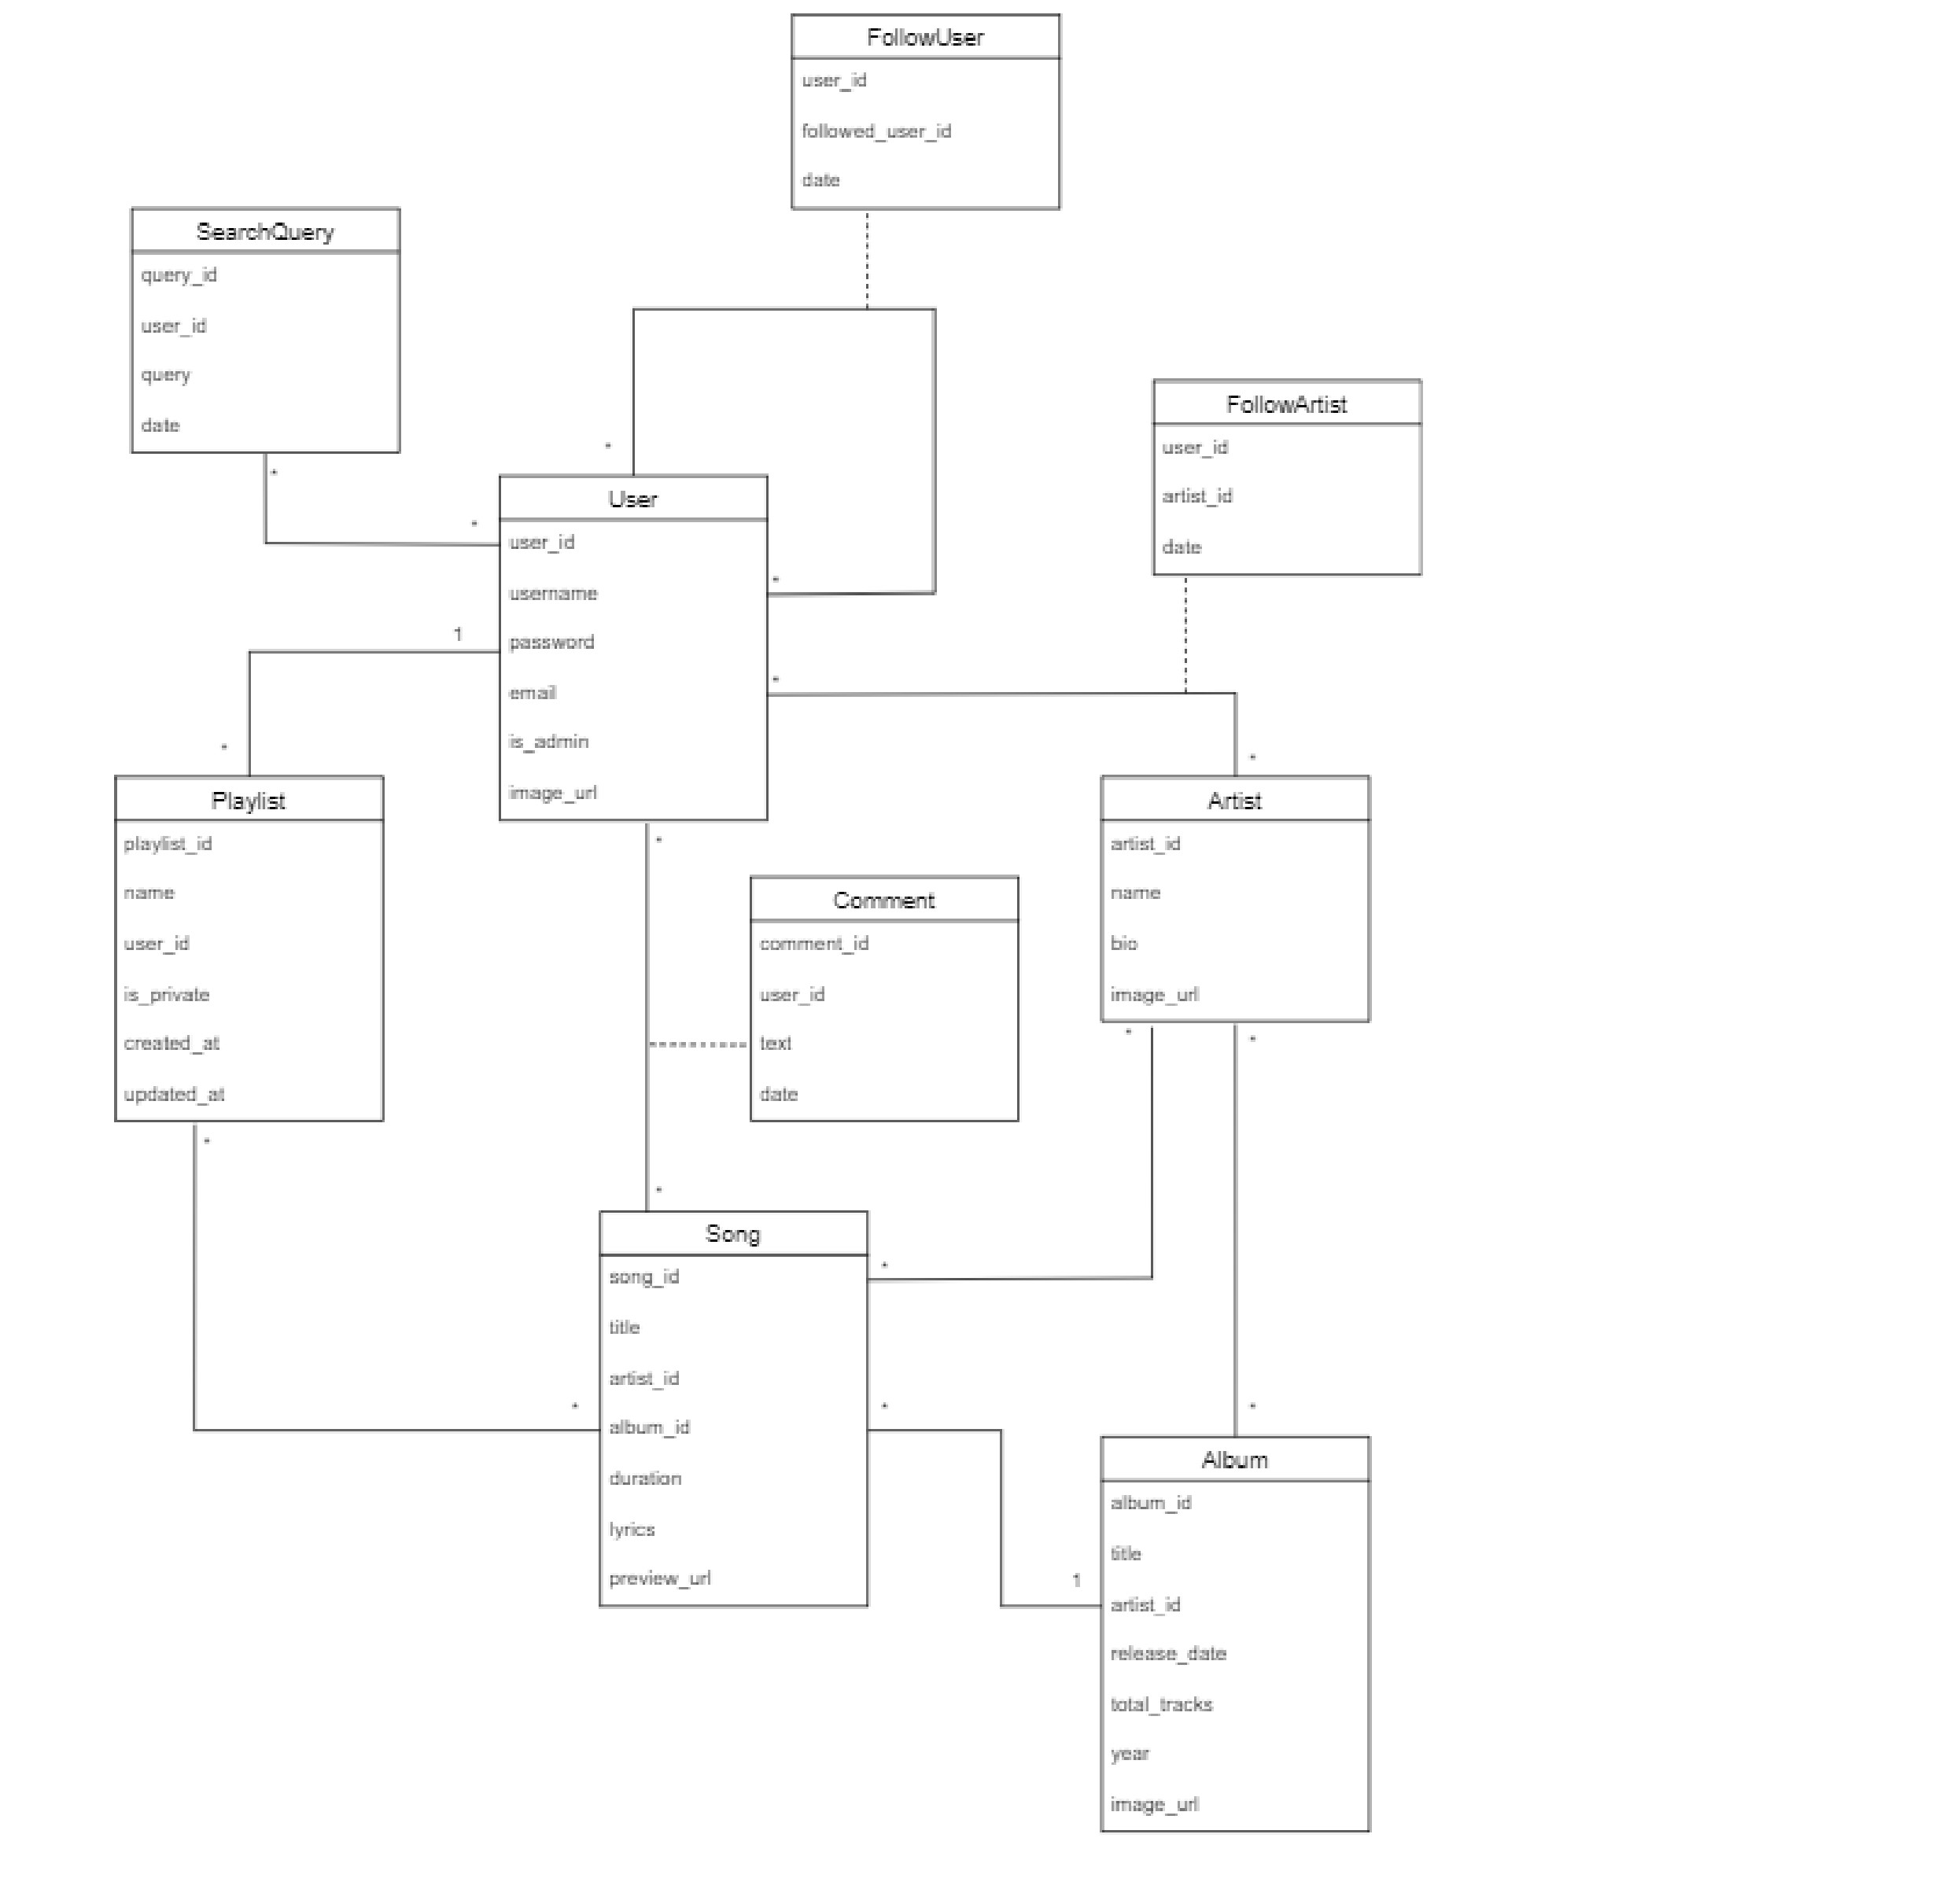 FollowUser
user_id
followed_user_id
date
SearchQuery
query_id
user_id
query
date
*
FollowArtist
user_id
artist_id
date
*
User
user_id
username
password
email
is_admin
image_url
*
*
*
1
*
*
Playlist
playlist_id
name
user_id
is_private
created_at
updated_at
*
Artist
artist_id
name
bio
image_url
*
*
*
Comment
comment_id
user_id
text
date
*
Song
song_id
title
artist_id
album_id
duration
lyrics
preview_url
*
*
*
1
*
Album
album_id
title
artist_id
release_date
total_tracks
year
image_url